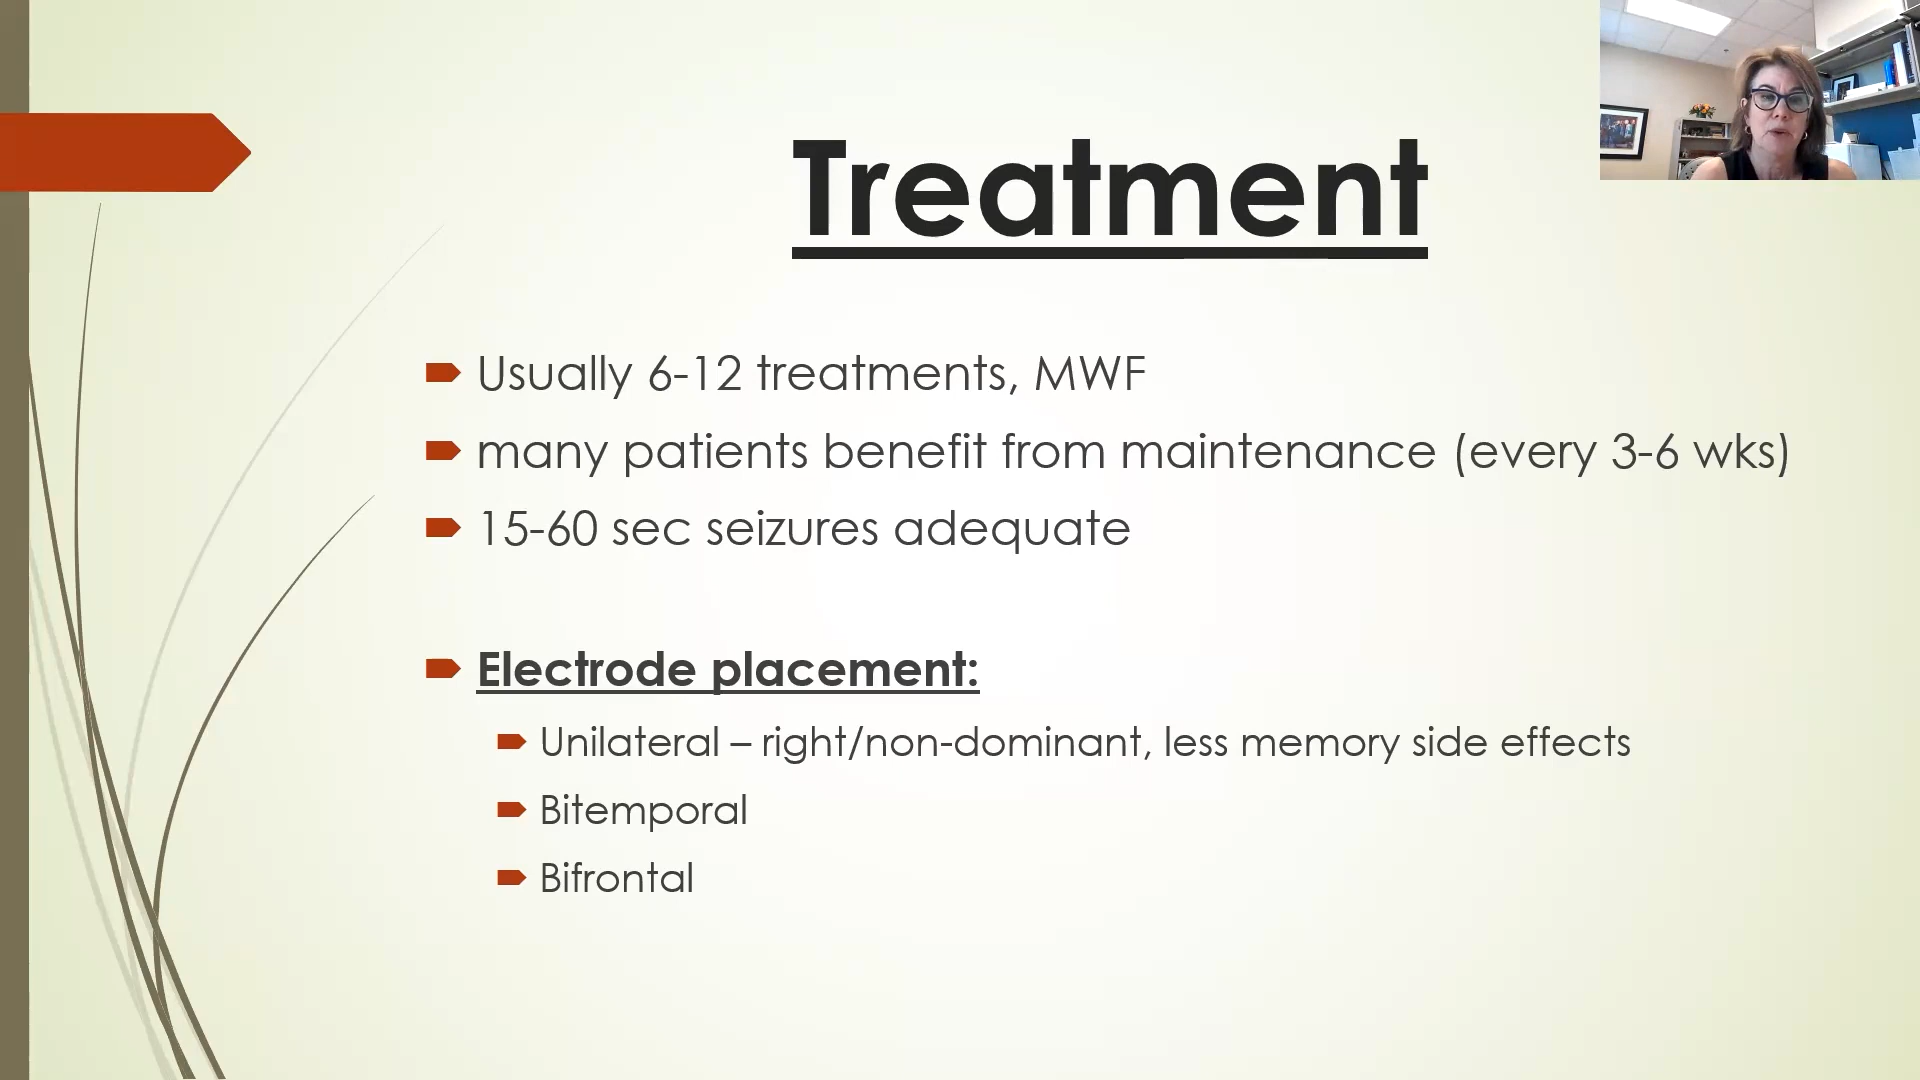 Treatment
Usually 6-12 treatments, MWF
many patients benefit from maintenance (every 3-6 wks)
15-60 sec seizures adequate
Electrode placement:
Unilateral – right/non-dominant, less memory side effects
Bitemporal
Bifrontal